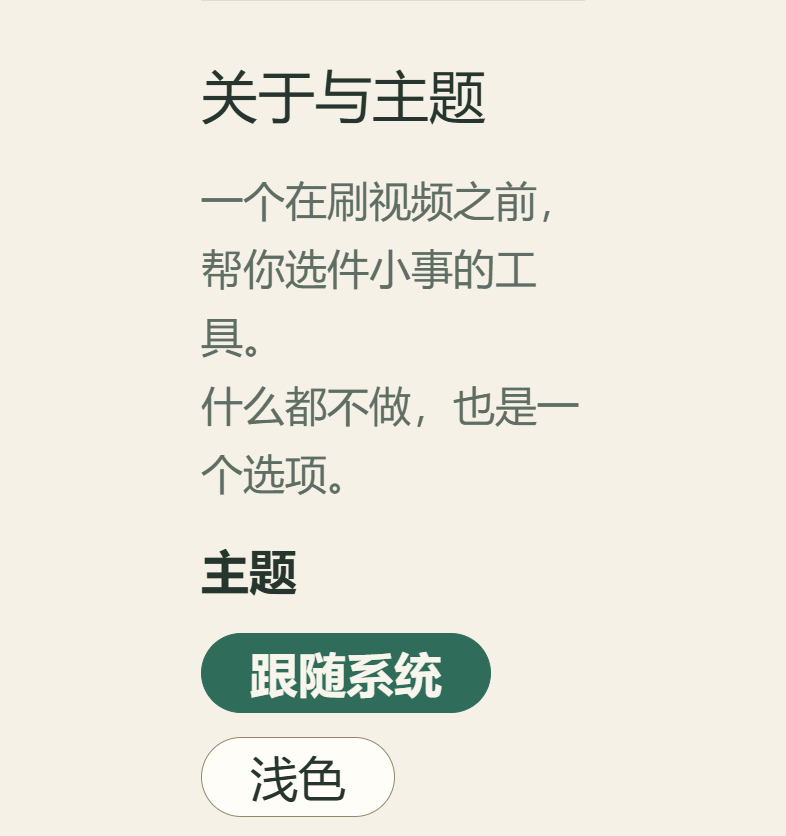 关于与主题
一个在刷视频之前，
帮你选件小事的工
具。
什么都不做，也是一
个选项。
主题
跟随系统
浅色